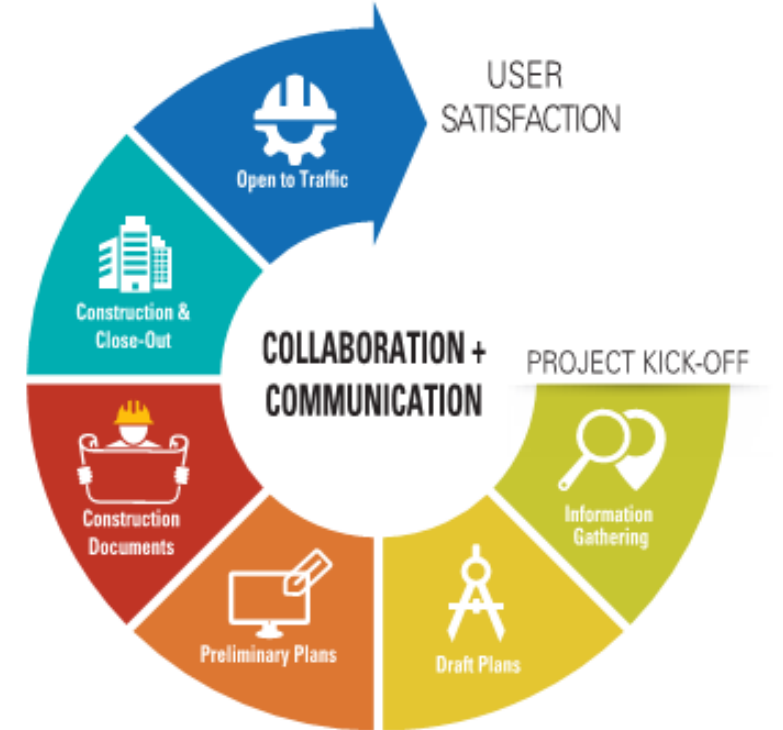 USER
SATISFACTION
Open to Traffic
Construction &
Close-Out
COLLABORATION +
COMMUNICATION
PROJECT KICK-OFF
Construction
Documents
Information
Gathering
Preliminary Plans
Draft Plans